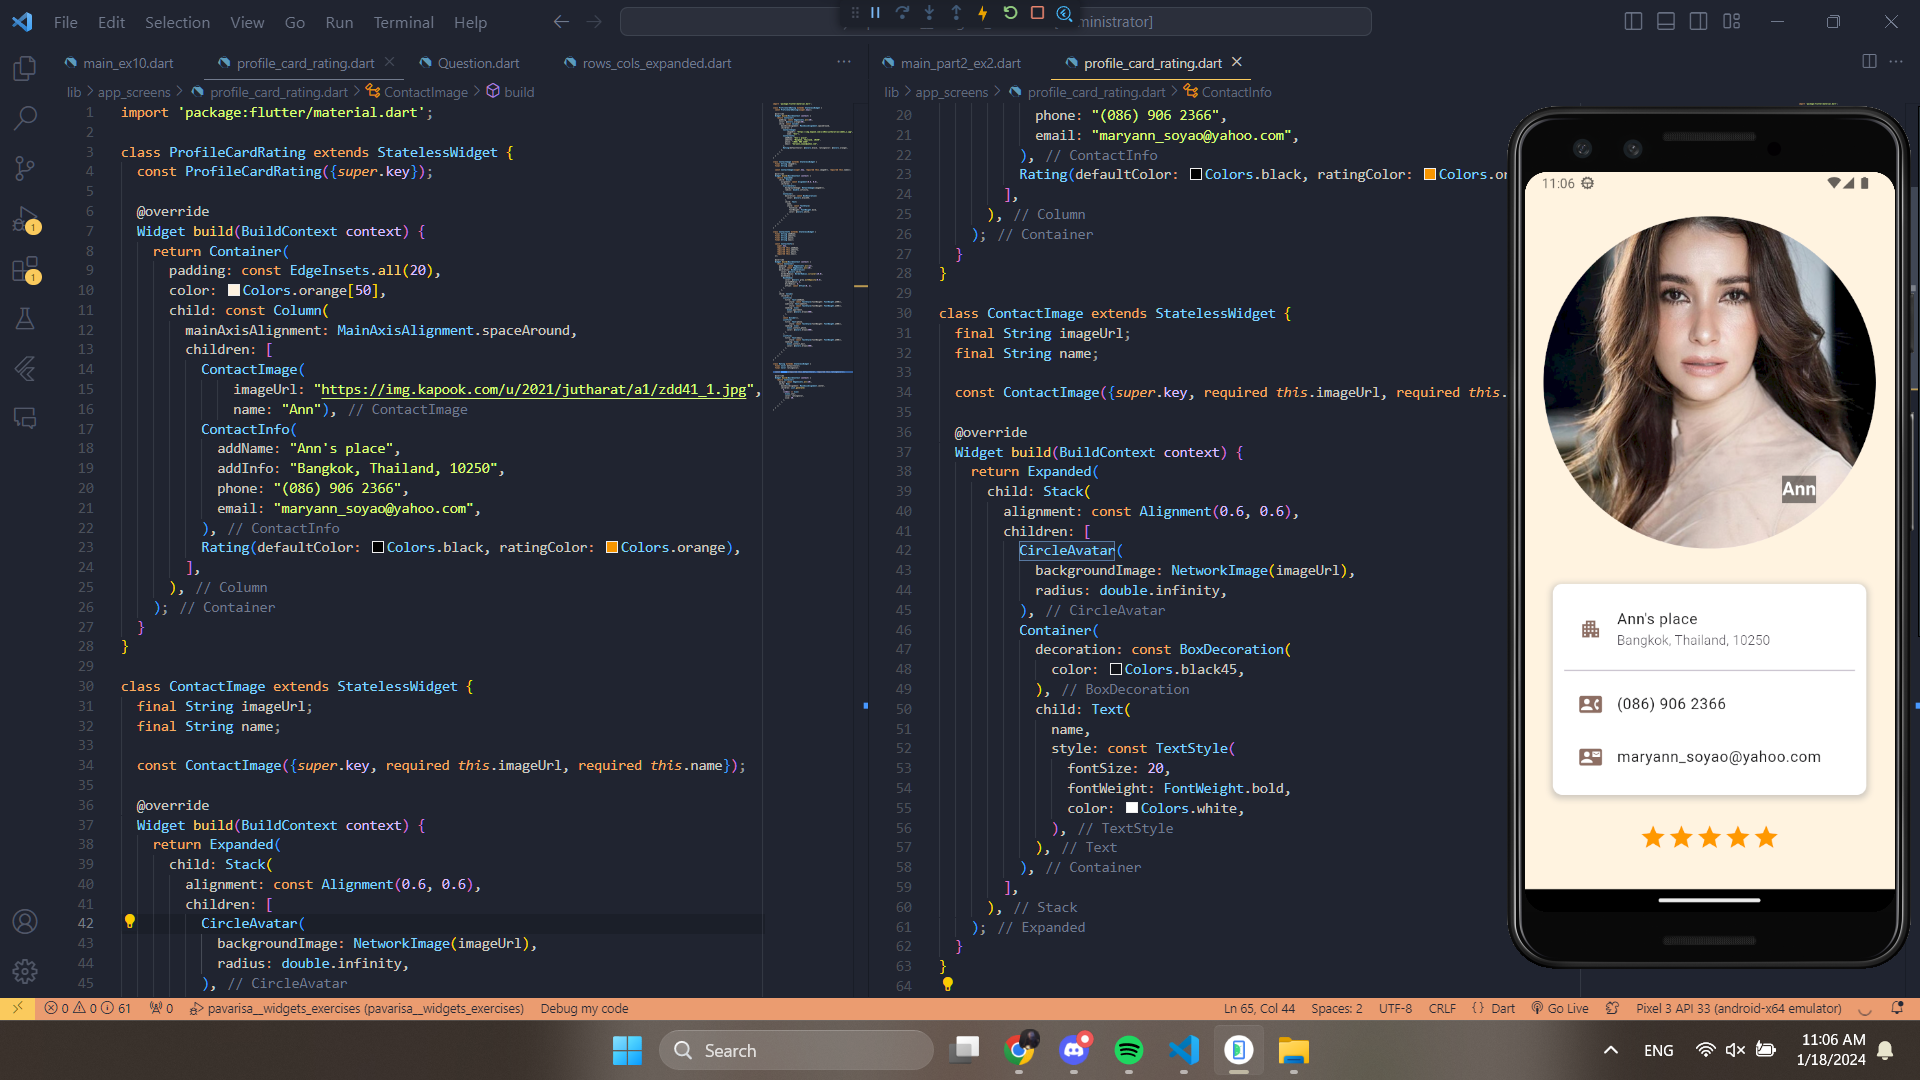 File Edit Selection View Go Run Terminal Help
ministrator]
main_ex10.dart profile_card_rating.dart Question.dart rows_cols_expanded.dart
lib > app_screens > profile_card_rating.dart > ContactImage > build
1 import 'package:flutter/material.dart';
2
3 class ProfileCardRating extends StatelessWidget {
4 const ProfileCardRating({super.key});
5
6 @override
7 Widget build(BuildContext context) {
8 return Container(
9 padding: const EdgeInsets.all(20),
10 color: Colors.orange[50],
11 child: const Column(
12 mainAxisAlignment: MainAxisAlignment.spaceAround,
13 children: [
14 ContactImage(
15 imageUrl: "https://img.kapook.com/u/2021/jutharat/a1/zdd41_1.jpg",
16 name: "Ann"), // ContactImage
17 ContactInfo(
18 addName: "Ann's place",
19 addInfo: "Bangkok, Thailand, 10250",
20 phone: "(086) 906 2366",
21 email: "maryann_soyao@yahoo.com",
22 ), // ContactInfo
23 Rating(defaultColor: Colors.black, ratingColor: Colors.orange),
24 ],
25 ), // Column
26 ); // Container
27 }
28 }
29
30 class ContactImage extends StatelessWidget {
31 final String imageUrl;
32 final String name;
33
34 const ContactImage({super.key, required this.imageUrl, required this.name});
35
36 @override
37 Widget build(BuildContext context) {
38 return Expanded(
39 child: Stack(
40 alignment: const Alignment(0.6, 0.6),
41 children: [
42 CircleAvatar(
43 backgroundImage: NetworkImage(imageUrl),
44 radius: double.infinity,
45 ), // CircleAvatar
main_part2_ex2.dart profile_card_rating.dart
lib > app_screens > profile_card_rating.dart > ContactInfo
20 phone: "(086) 906 2366",
21 email: "maryann_soyao@yahoo.com",
22 ), // ContactInfo
23 Rating(defaultColor: Colors.black, ratingColor: Colors.or
24 ],
25 ), // Column
26 ); // Container
27 }
28 }
29
30 class ContactImage extends StatelessWidget {
31 final String imageUrl;
32 final String name;
33
34 const ContactImage({super.key, required this.imageUrl, required this.
35
36 @override
37 Widget build(BuildContext context) {
38 return Expanded(
39 child: Stack(
40 alignment: const Alignment(0.6, 0.6),
41 children: [
42 CircleAvatar(
43 backgroundImage: NetworkImage(imageUrl),
44 radius: double.infinity,
45 ), // CircleAvatar
46 Container(
47 decoration: const BoxDecoration(
48 color: Colors.black45,
49 ), // BoxDecoration
50 child: Text(
51 name,
52 style: const TextStyle(
53 fontSize: 20,
54 fontWeight: FontWeight.bold,
55 color: Colors.white,
56 ), // TextStyle
57 ), // Text
58 ), // Container
59 ],
60 ), // Stack
61 ); // Expanded
62 }
63 }
64
11:06
Ann
Ann's place
Bangkok, Thailand, 10250
(086) 906 2366
maryann_soyao@yahoo.com
1
1
0 0 61 0 pavarisa__widgets_exercises (pavarisa__widgets_exercises) Debug my code Ln 65, Col 44 Spaces: 2 UTF-8 CRLF { } Dart Go Live Pixel 3 API 33 (android-x64 emulator)
Search
ENG
11:06 AM
1/18/2024